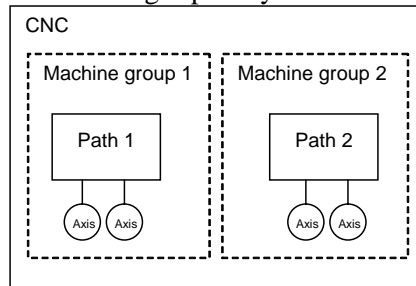 CNC
Machine group 1 Machine group 2
Path 1 Path 2
Axis Axis Axis Axis